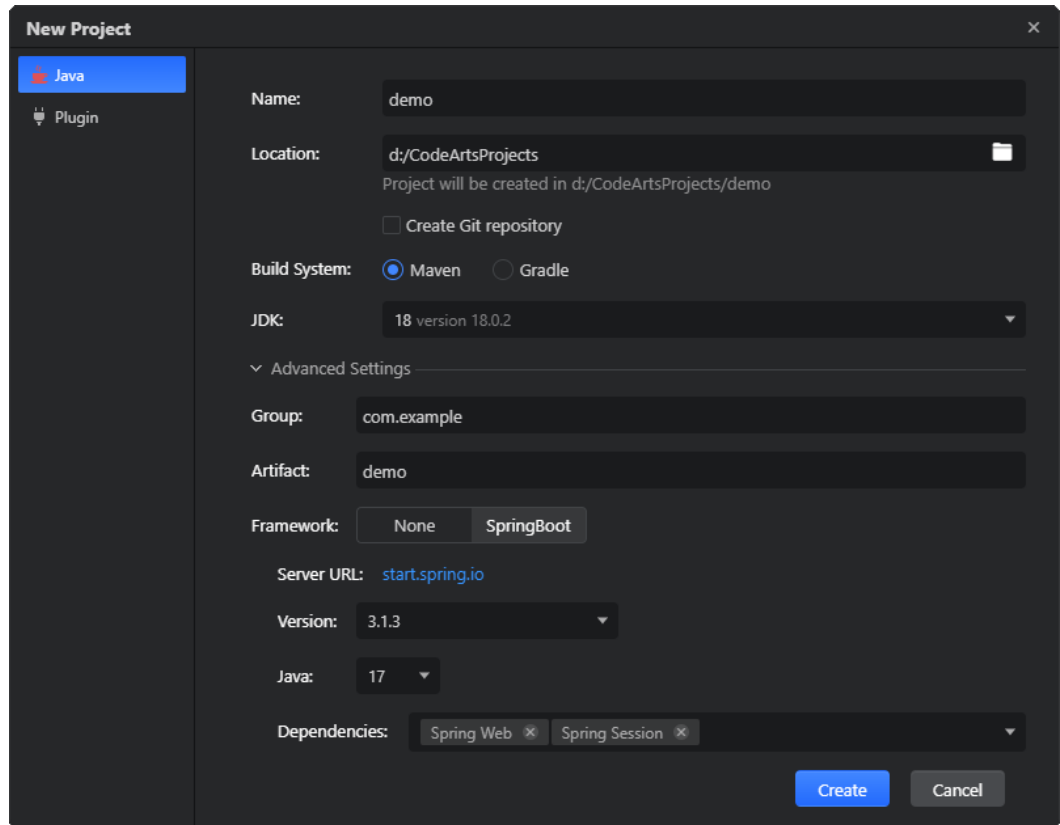 New Project
Java
Plugin
Name: demo
Location: d:/CodeArtsProjects
Project will be created in d:/CodeArtsProjects/demo
Create Git repository
Build System: Maven Gradle
JDK: 18 version 18.0.2
Advanced Settings
Group: com.example
Artifact: demo
Framework: None SpringBoot
Server URL: start.spring.io
Version: 3.1.3
Java: 17
Dependencies: Spring Web Spring Session
Create Cancel